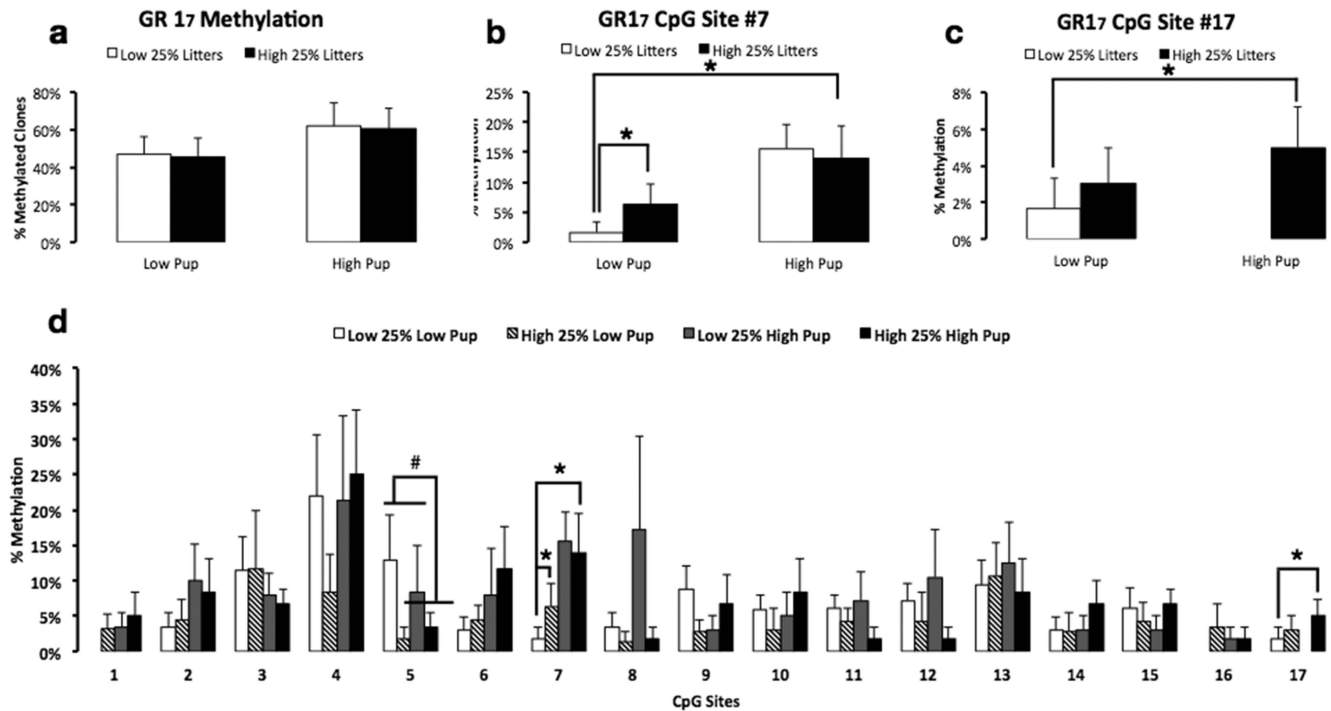 a
GR 17 Methylation
Low 25% Litters High 25% Litters
% Methylated Clones
80%
60%
40%
20%
0%
Low Pup High Pup
b
GR17 CpG Site #7
Low 25% Litters High 25% Litters
*
*
% Methylation
25%
20%
15%
10%
5%
0%
Low Pup High Pup
c
GR17 CpG Site #17
Low 25% Litters High 25% Litters
*
% Methylation
8%
6%
4%
2%
0%
Low Pup High Pup
d
Low 25% Low Pup High 25% Low Pup Low 25% High Pup High 25% High Pup
% Methylation
40%
35%
30%
25%
20%
15%
10%
5%
0%
# * * *
1 2 3 4 5 6 7 8 9 10 11 12 13 14 15 16 17
CpG Sites